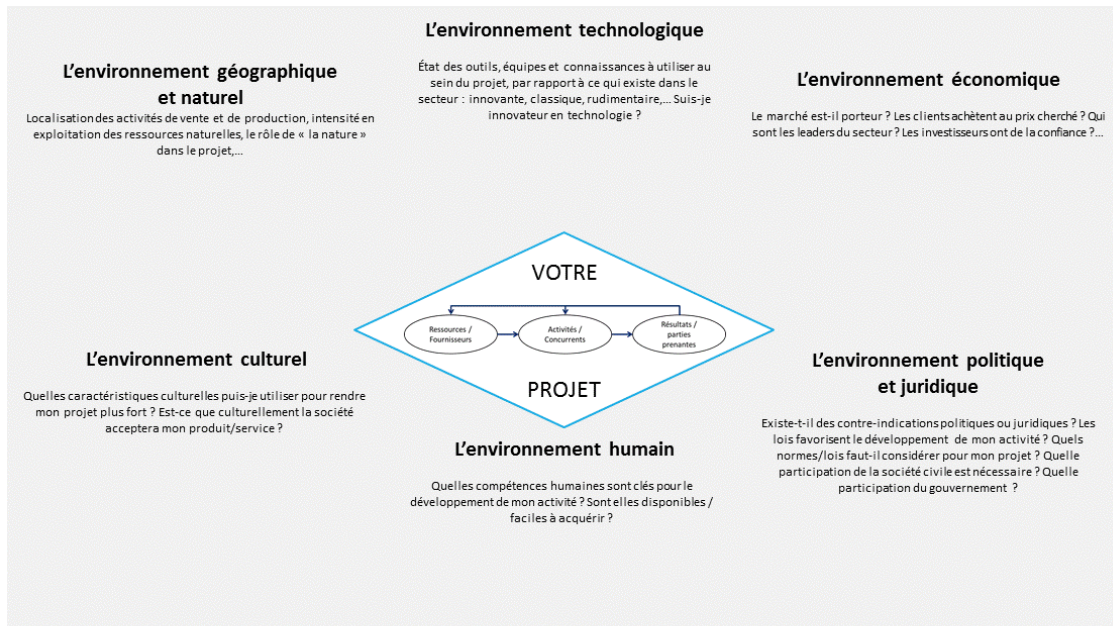 L'environnement technologique
État des outils, équipes et connaissances à utiliser au
sein du projet, par rapport à ce qui existe dans le
secteur : innovante, classique, rudimentaire,... Suis-je
innovateur en technologie ?
L'environnement géographique
et naturel
Localisation des activités de vente et de production, intensité en
exploitation des ressources naturelles, le rôle de « la nature »
dans le projet,...
L'environnement économique
Le marché est-il porteur ? Les clients achètent au prix cherché ? Qui
sont les leaders du secteur ? Les investisseurs ont de la confiance ?...
VOTRE
Ressources /
Fournisseurs
Activités /
Concurrents
Résultats /
parties
prenantes
PROJET
L'environnement culturel
Quelles caractéristiques culturelles puis-je utiliser pour rendre
mon projet plus fort ? Est-ce que culturellement la société
acceptera mon produit/service ?
L'environnement politique
et juridique
Existe-t-il des contre-indications politiques ou juridiques ? Les
lois favorisent le développement de mon activité ? Quels
normes/lois faut-il considérer pour mon projet ? Quelle
participation de la société civile est nécessaire ? Quelle
participation du gouvernement ?
L'environnement humain
Quelles compétences humaines sont clés pour le
développement de mon activité ? Sont elles disponibles /
faciles à acquérir ?